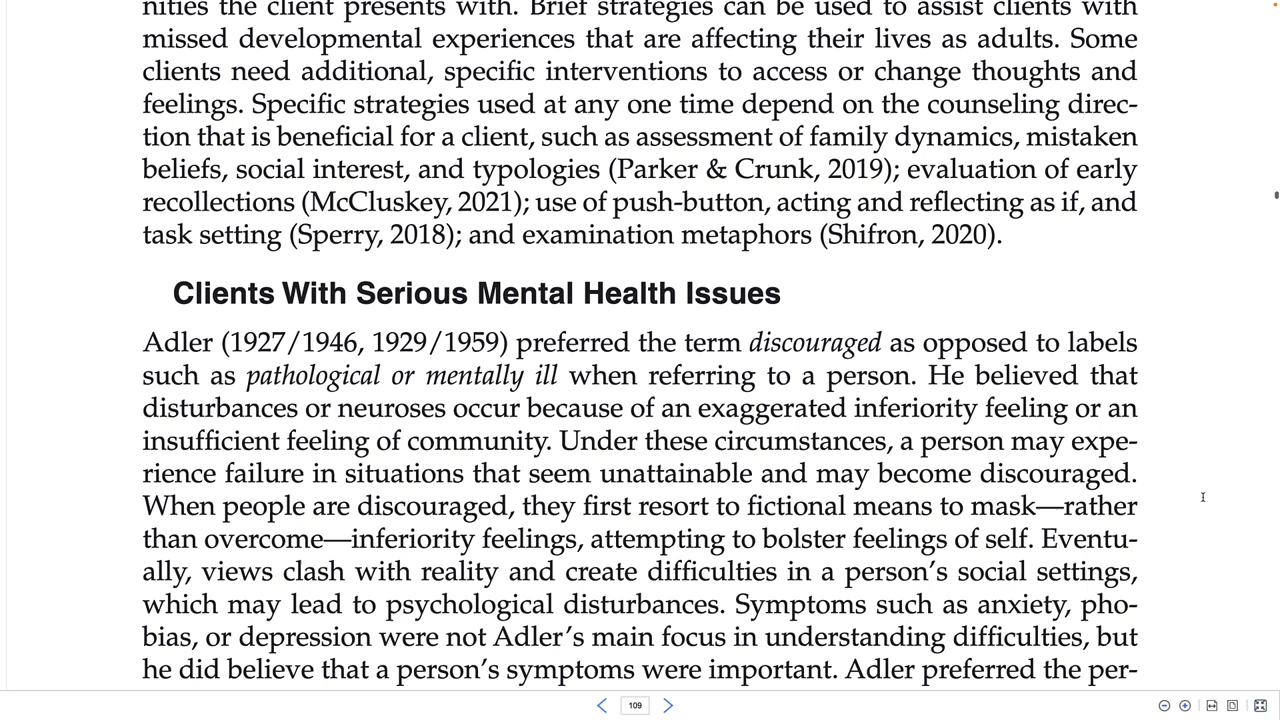 nities the client presents with. Brief strategies can be used to assist clients with
missed developmental experiences that are affecting their lives as adults. Some
clients need additional, specific interventions to access or change thoughts and
feelings. Specific strategies used at any one time depend on the counseling direc-
tion that is beneficial for a client, such as assessment of family dynamics, mistaken
beliefs, social interest, and typologies (Parker & Crunk, 2019); evaluation of early
recollections (McCluskey, 2021); use of push-button, acting and reflecting as if, and
task setting (Sperry, 2018); and examination metaphors (Shifron, 2020).
Clients With Serious Mental Health Issues
Adler (1927/1946, 1929/1959) preferred the term discouraged as opposed to labels
such as pathological or mentally ill when referring to a person. He believed that
disturbances or neuroses occur because of an exaggerated inferiority feeling or an
insufficient feeling of community. Under these circumstances, a person may expe-
rience failure in situations that seem unattainable and may become discouraged.
When people are discouraged, they first resort to fictional means to mask—rather
than overcome—inferiority feelings, attempting to bolster feelings of self. Eventu-
ally, views clash with reality and create difficulties in a person's social settings,
which may lead to psychological disturbances. Symptoms such as anxiety, pho-
bias, or depression were not Adler's main focus in understanding difficulties, but
he did believe that a person's symptoms were important. Adler preferred the per-
109